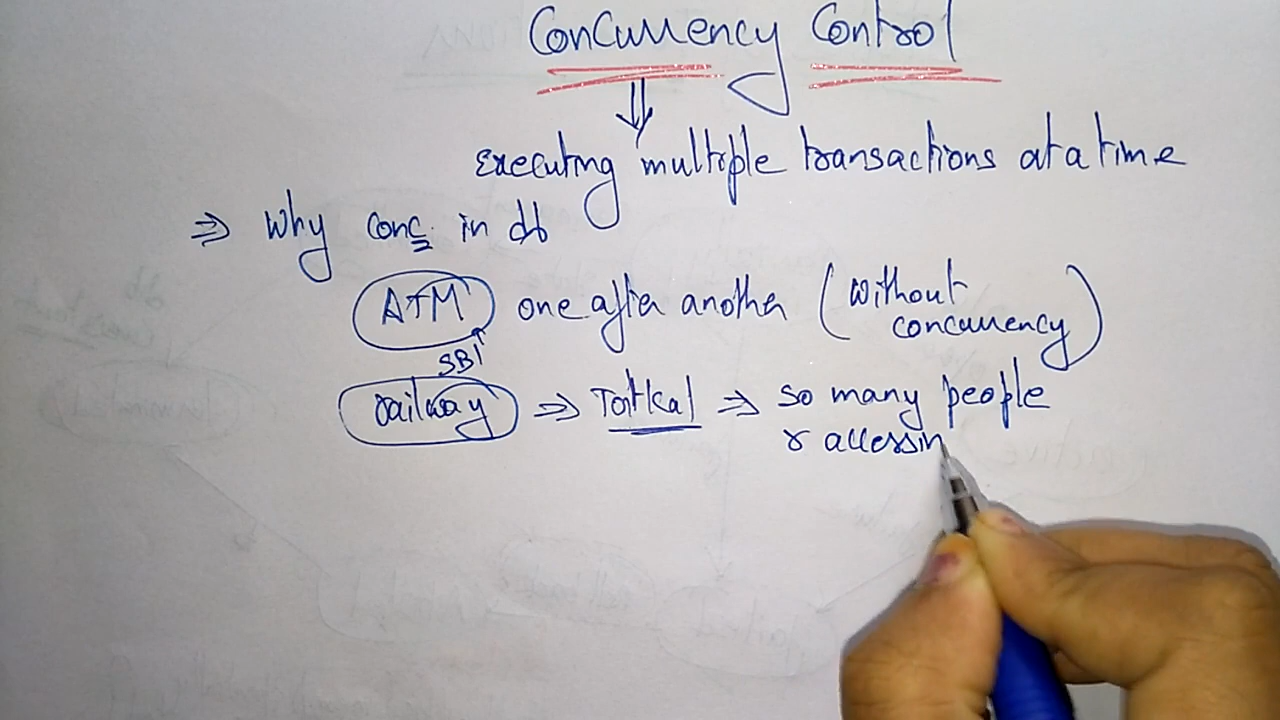 Concurrency Control
⇓
Executing multiple transactions at a time
⇒ Why conc in db
ATM one after another (without
concurrency)
SBI
railway ⇒ Tatkal ⇒ so many people
r accessin